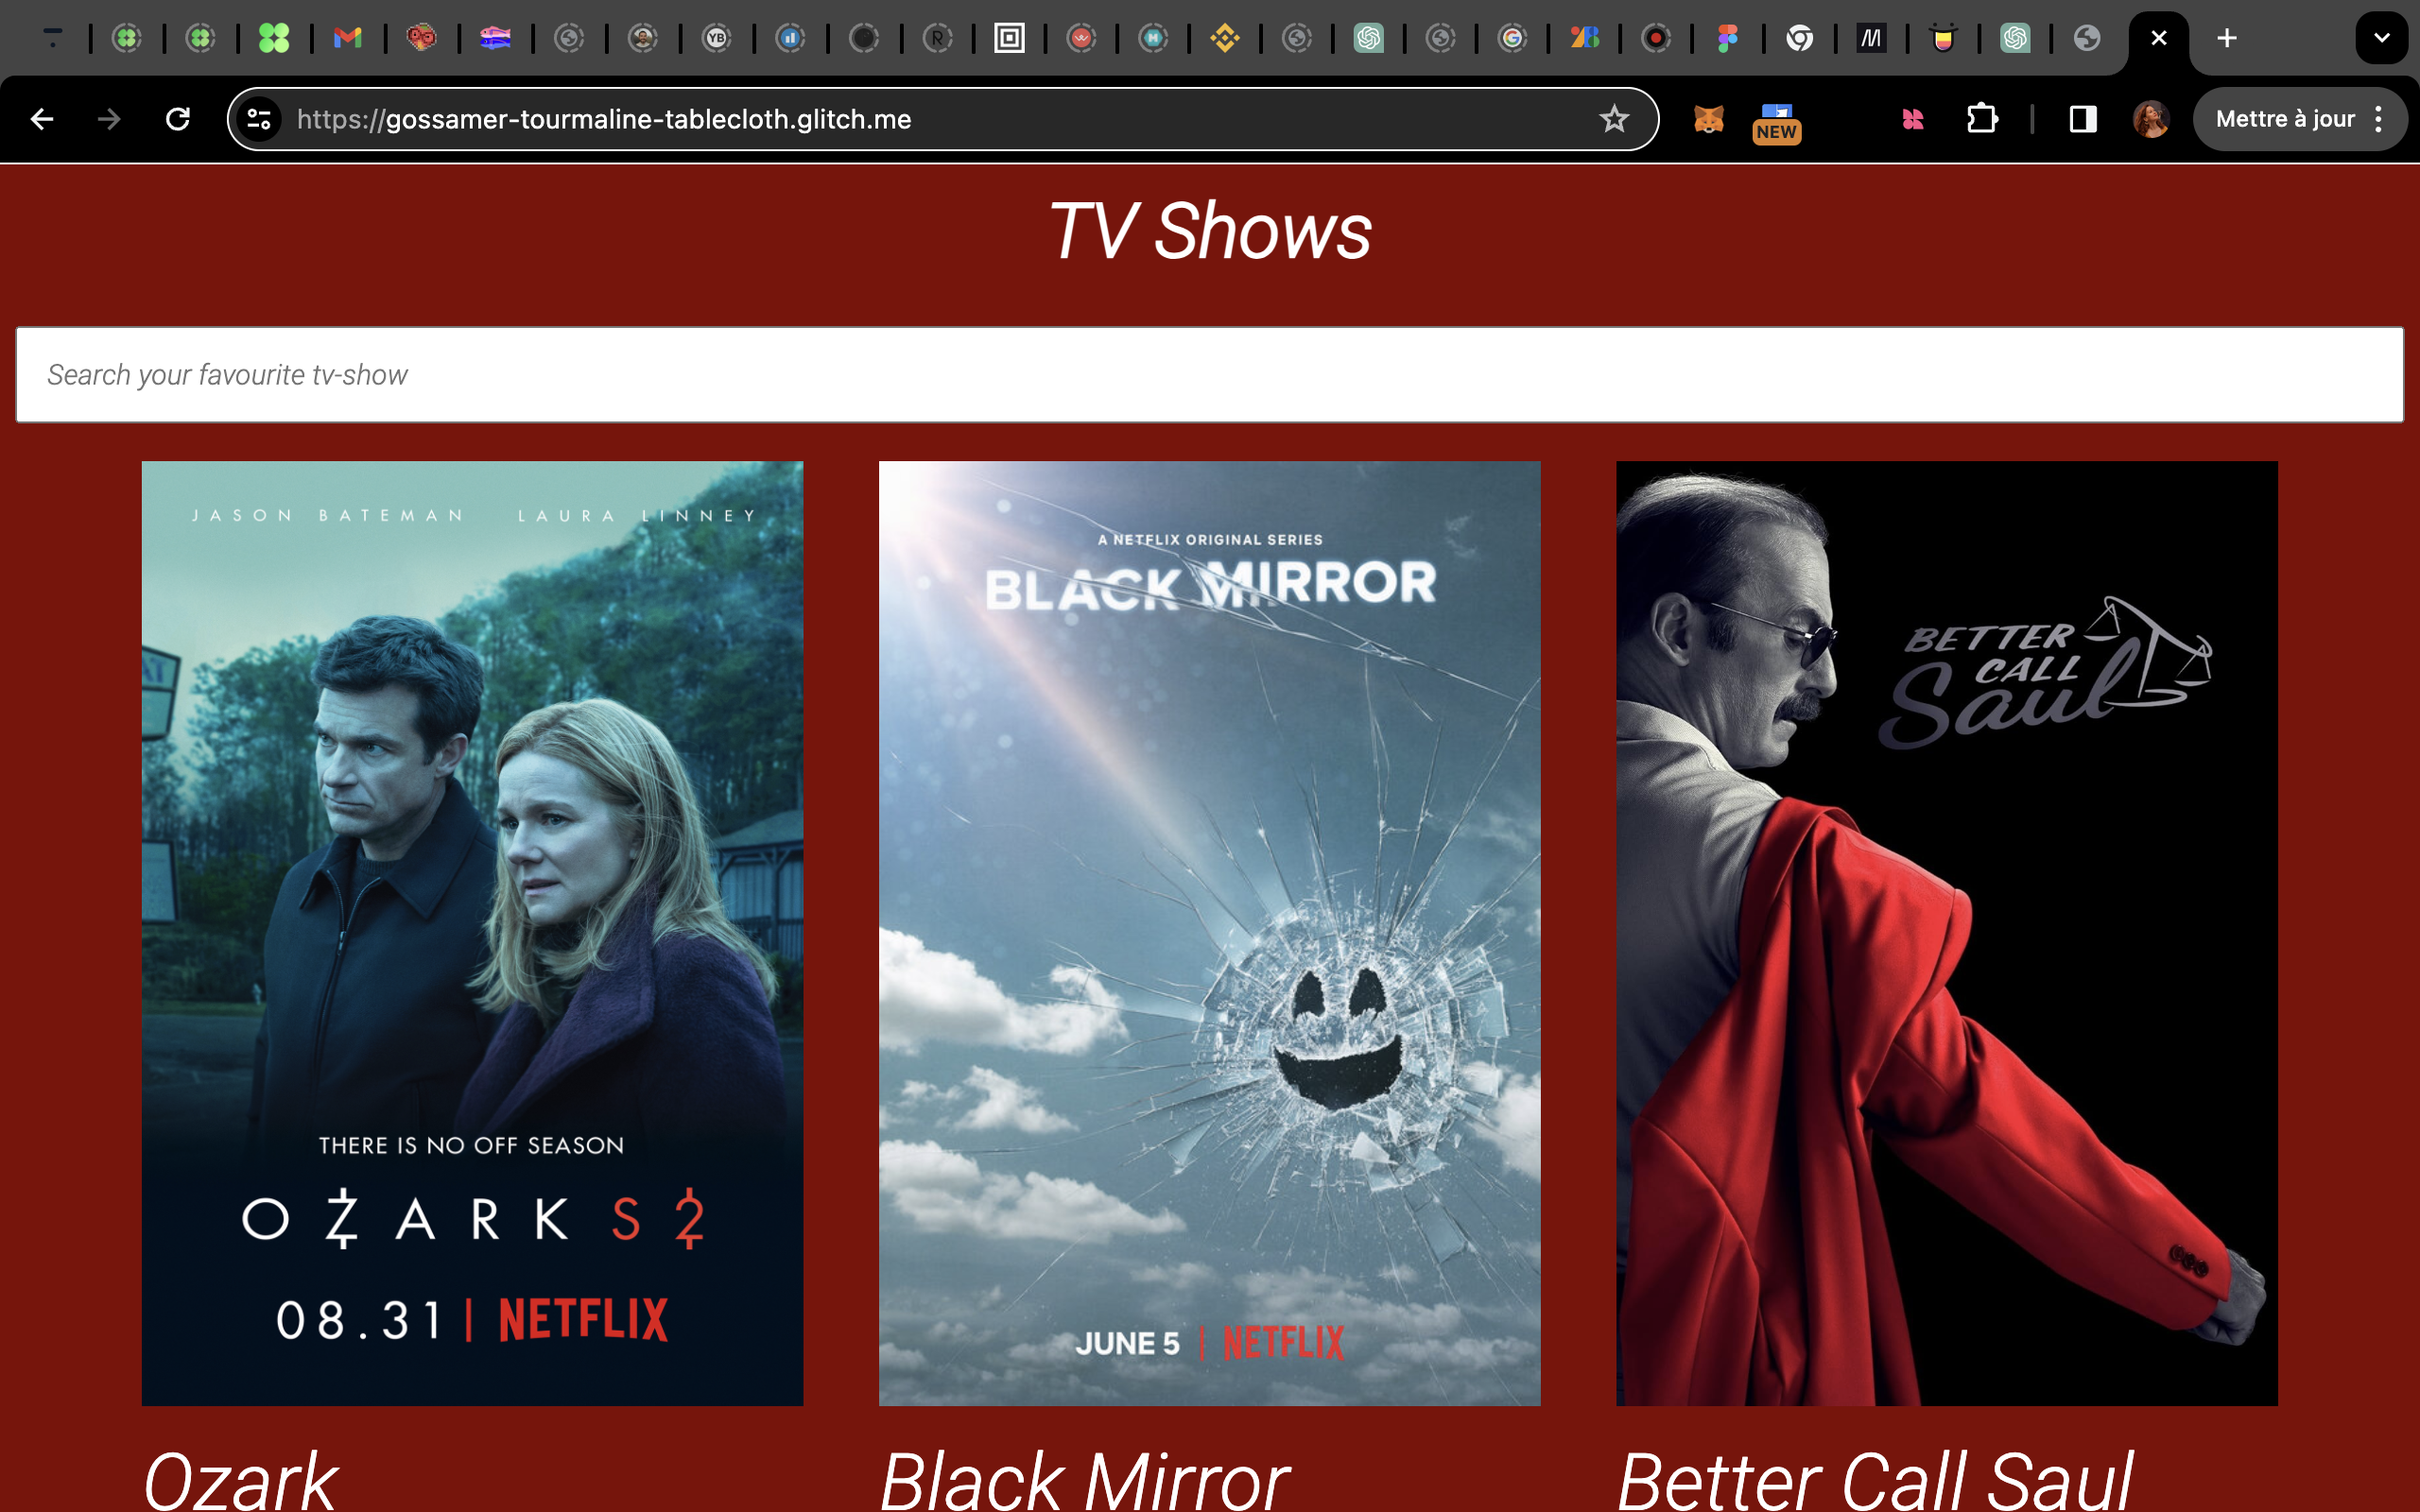 YB
R
https://gossamer-tourmaline-tablecloth.glitch.me
NEW
Mettre à jour
TV Shows
Search your favourite tv-show
JASON BATEMAN LAURA LINNEY
THERE IS NO OFF SEASON
OZARK S2
08.31 | NETFLIX
A NETFLIX ORIGINAL SERIES
BLACK MIRROR
JUNE 5 | NETFLIX
BETTER
CALL
Saul
Ozark
Black Mirror
Better Call Saul